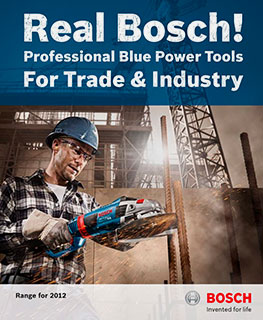 Real Bosch!
Professional Blue Power Tools
For Trade & Industry
Range for 2012
BOSCH
Invented for life